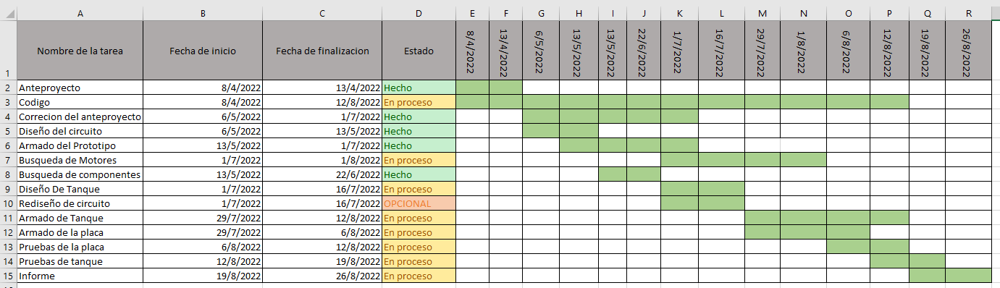 A B C D E F G H I J K L M N O P Q R
1 Nombre de la tarea Fecha de inicio Fecha de finalizacion Estado 8/4/2022 13/4/2022 6/5/2022 13/5/2022 13/5/2022 22/6/2022 1/7/2022 16/7/2022 29/7/2022 1/8/2022 6/8/2022 12/8/2022 19/8/2022 26/8/2022
2 Anteproyecto 8/4/2022 13/4/2022 Hecho
3 Codigo 8/4/2022 12/8/2022 En proceso
4 Correcion del anteproyecto 6/5/2022 1/7/2022 Hecho
5 Diseño del circuito 6/5/2022 13/5/2022 Hecho
6 Armado del Prototipo 13/5/2022 1/7/2022 Hecho
7 Busqueda de Motores 1/7/2022 1/8/2022 En proceso
8 Busqueda de componentes 13/5/2022 22/6/2022 Hecho
9 Diseño De Tanque 1/7/2022 16/7/2022 En proceso
10 Rediseño de circuito 1/7/2022 16/7/2022 OPCIONAL
11 Armado de Tanque 29/7/2022 12/8/2022 En proceso
12 Armado de la placa 29/7/2022 6/8/2022 En proceso
13 Pruebas de la placa 6/8/2022 12/8/2022 En proceso
14 Pruebas de tanque 12/8/2022 19/8/2022 En proceso
15 Informe 19/8/2022 26/8/2022 En proceso